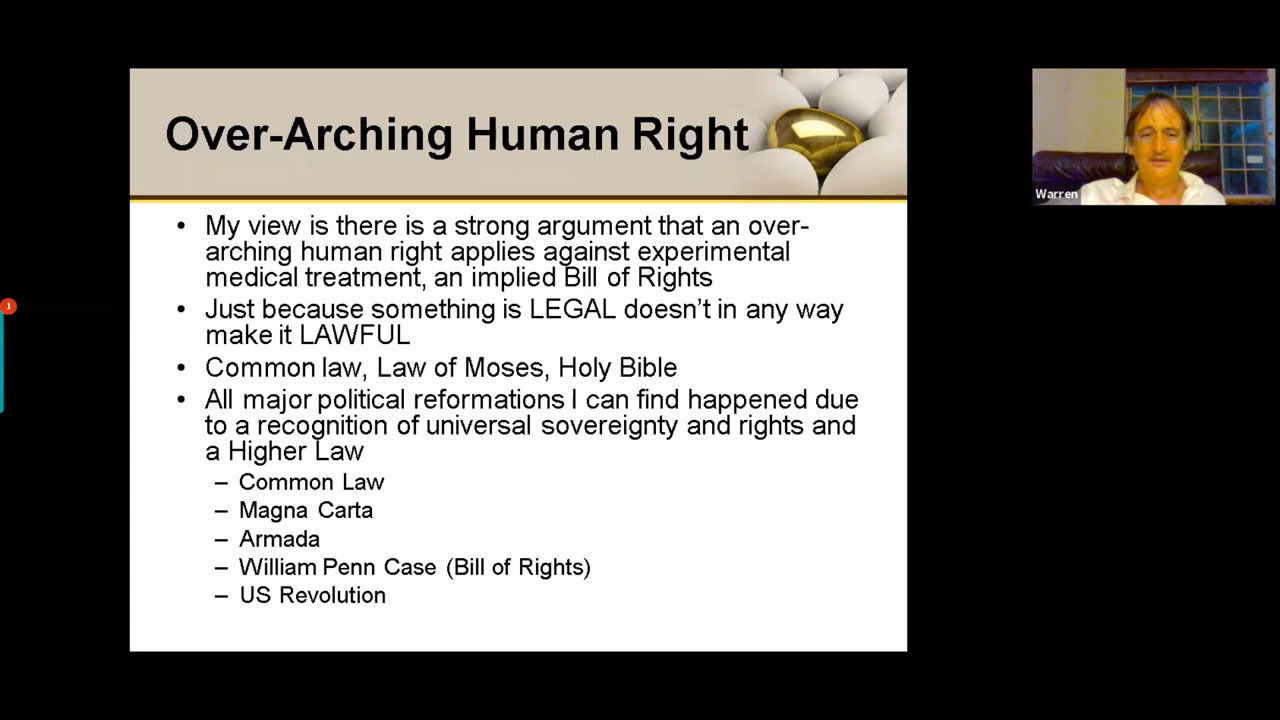 Over-Arching Human Right
• My view is there is a strong argument that an over-
arching human right applies against experimental
medical treatment, an implied Bill of Rights
• Just because something is LEGAL doesn't in any way
make it LAWFUL
• Common law, Law of Moses, Holy Bible
• All major political reformations I can find happened due
to a recognition of universal sovereignty and rights and
a Higher Law
– Common Law
– Magna Carta
– Armada
– William Penn Case (Bill of Rights)
– US Revolution
Warren
1